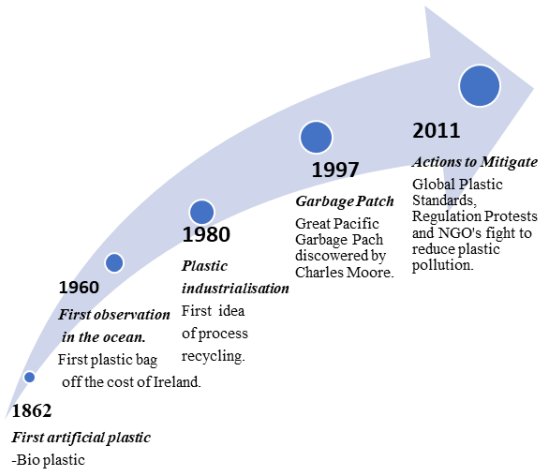 1862
First artificial plastic
-Bio plastic
1960
First observation
in the ocean.
First plastic bag
off the cost of Ireland.
1980
Plastic
industrialisation
First idea
of process
recycling.
1997
Garbage Patch
Great Pacific
Garbage Pach
discowered by
Charles Moore.
2011
Actions to Mitigate
Global Plastic
Standards,
Regulation Protests
and NGO's fight to
reduce plastic
pollution.